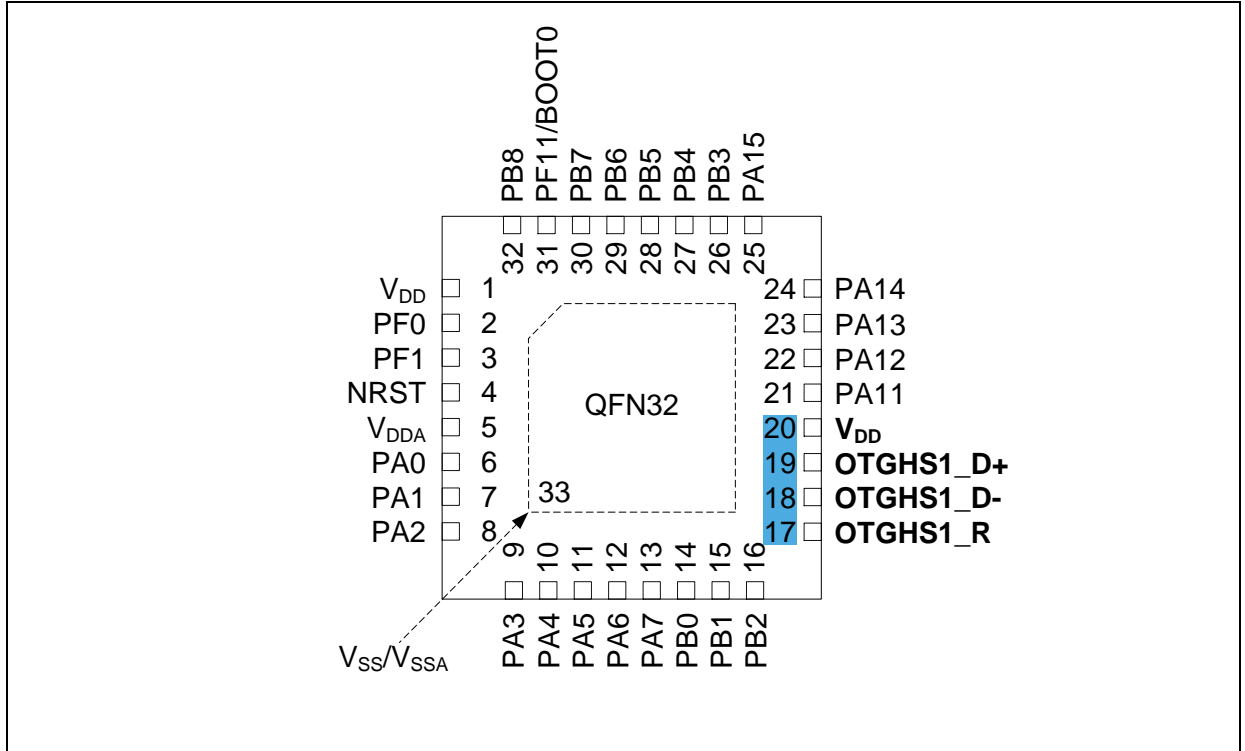 PB8
PF11/BOOT0
PB7
PB6
PB5
PB4
PB3
PA15
32
31
30
29
28
27
26
25
VDD 1
PF0 2
PF1 3
NRST 4
VDDA 5
PA0 6
PA1 7
PA2 8
QFN32
33
24 PA14
23 PA13
22 PA12
21 PA11
20 VDD
19 OTGHS1_D+
18 OTGHS1_D-
17 OTGHS1_R
9
10
11
12
13
14
15
16
PA3
PA4
PA5
PA6
PA7
PB0
PB1
PB2
VSS/VSSA